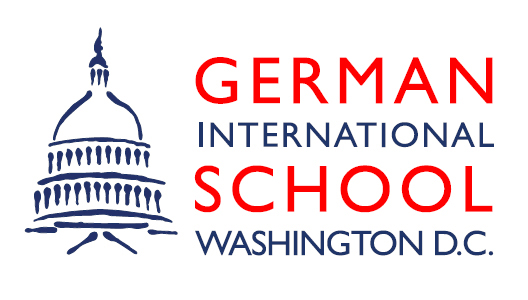 GERMAN
INTERNATIONAL
SCHOOL
WASHINGTON D.C.